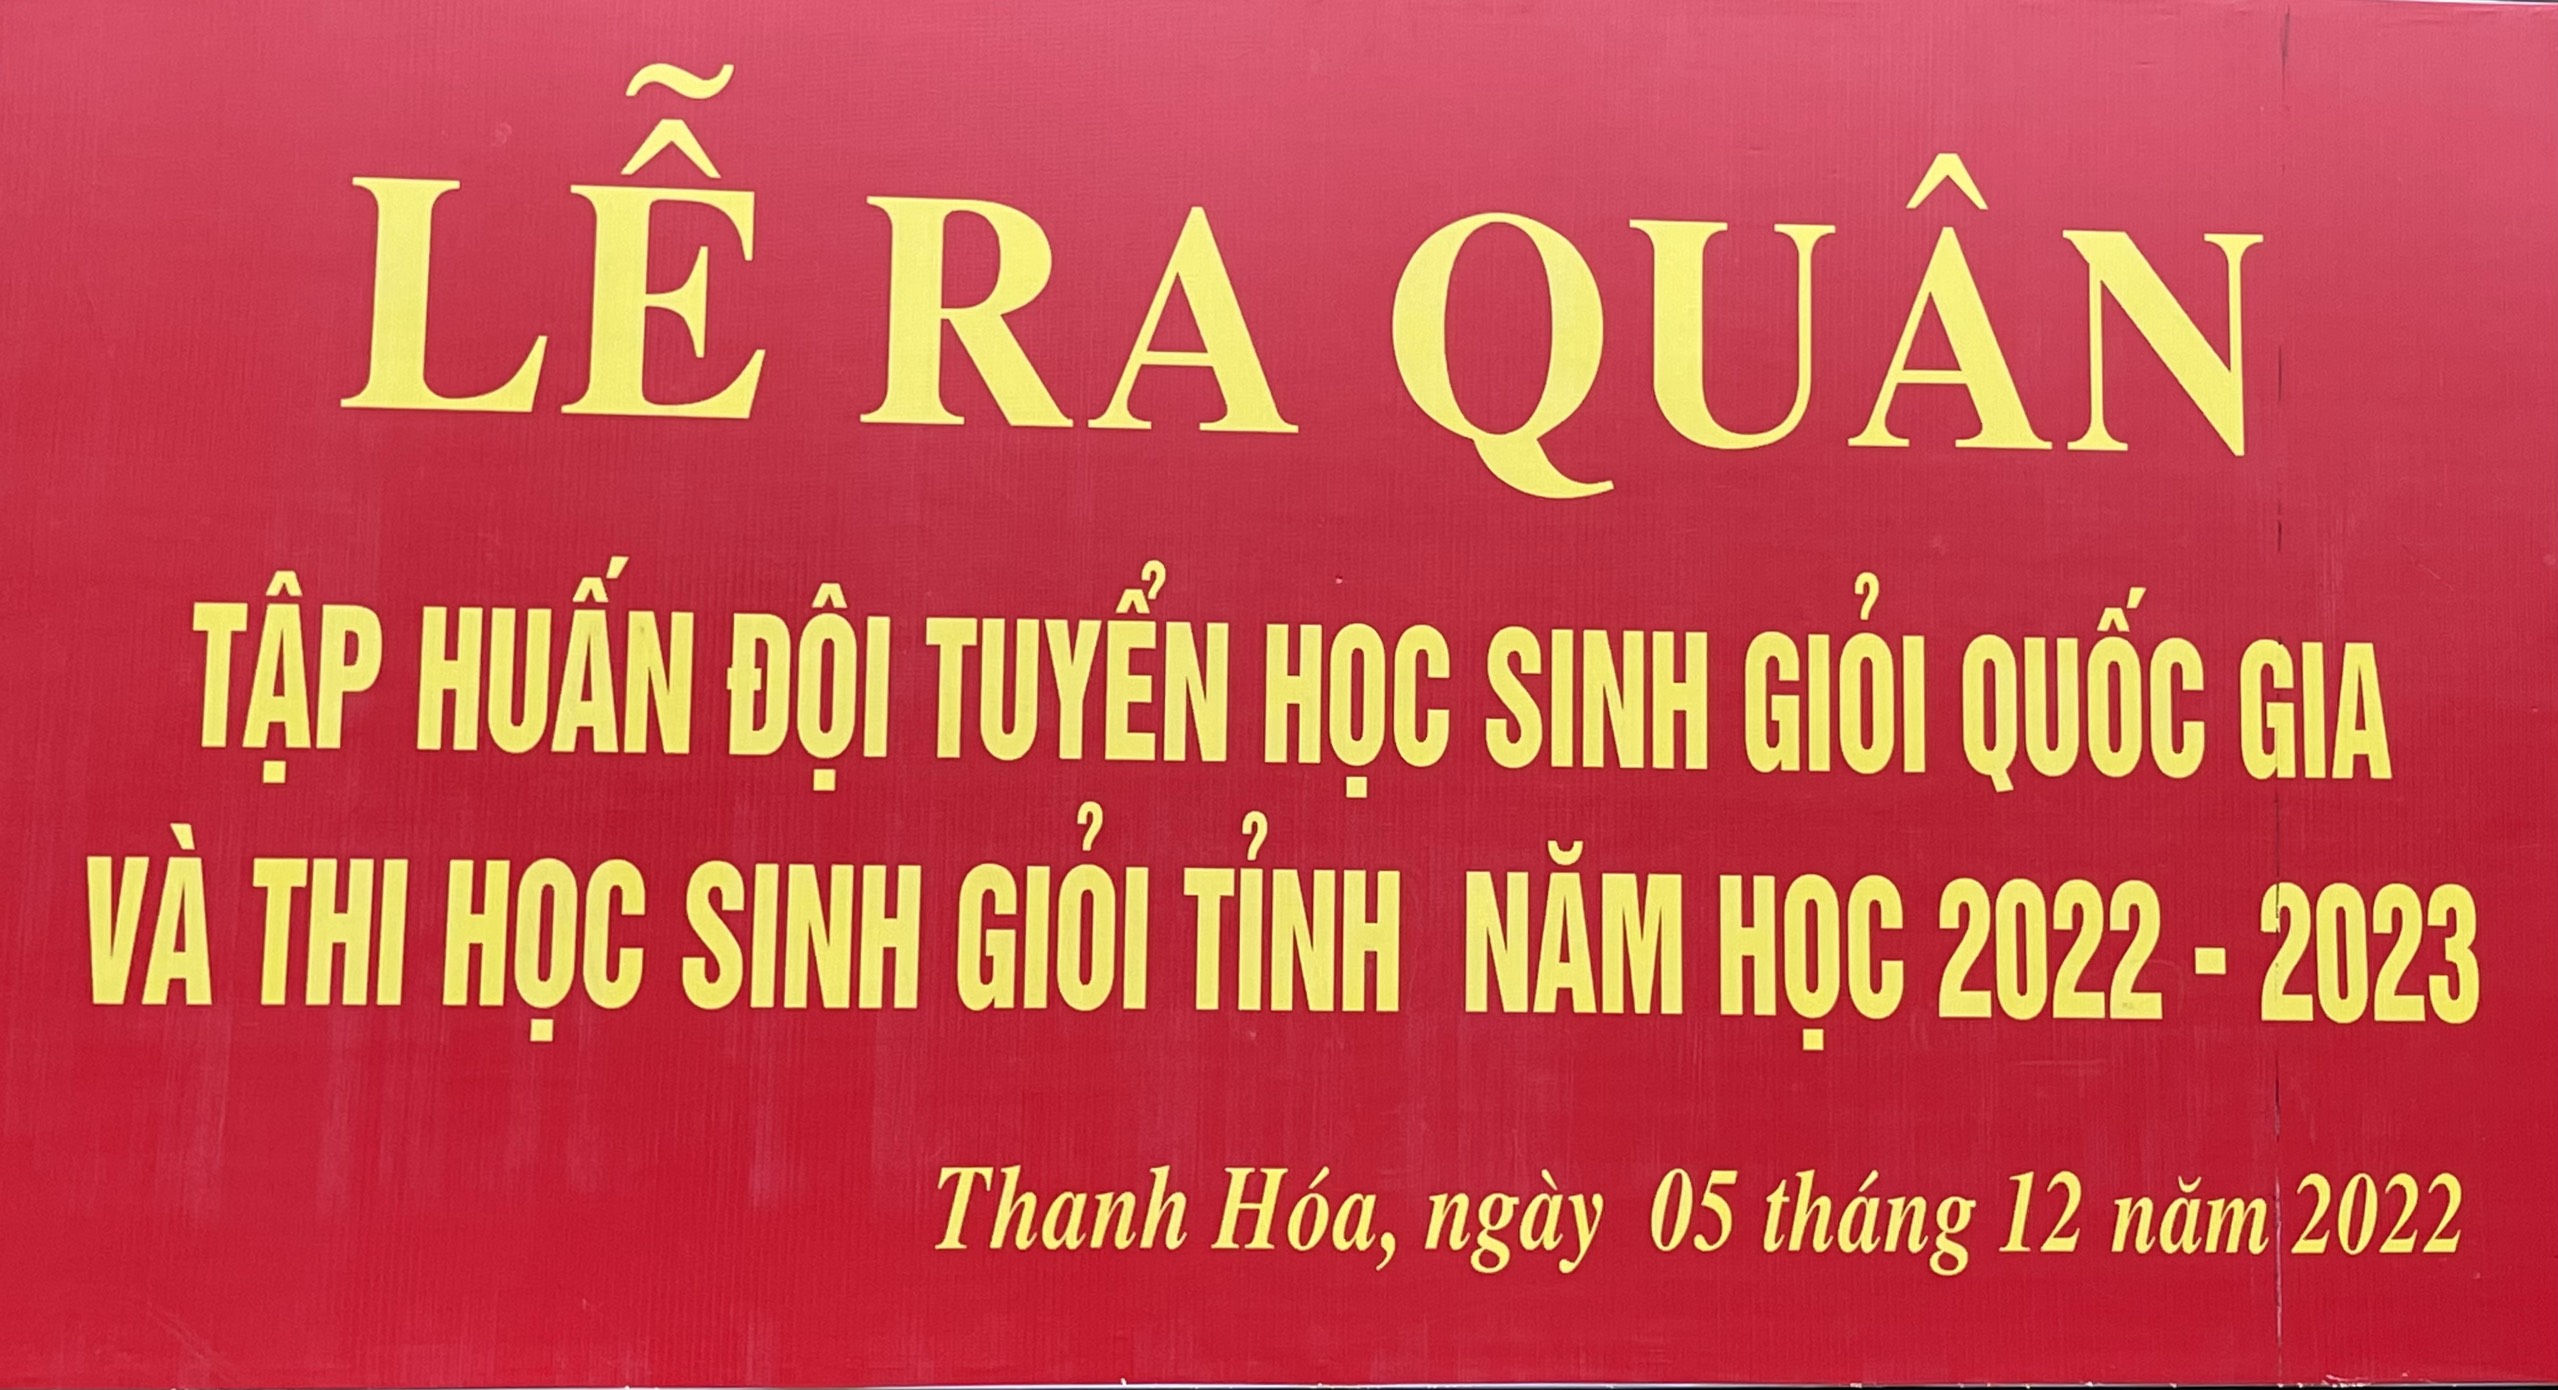 LỄ RA QUÂN
TẬP HUẤN ĐỘI TUYỂN HỌC SINH GIỎI QUỐC GIA
VÀ THI HỌC SINH GIỎI TỈNH NĂM HỌC 2022 - 2023
Thanh Hóa, ngày 05 tháng 12 năm 2022